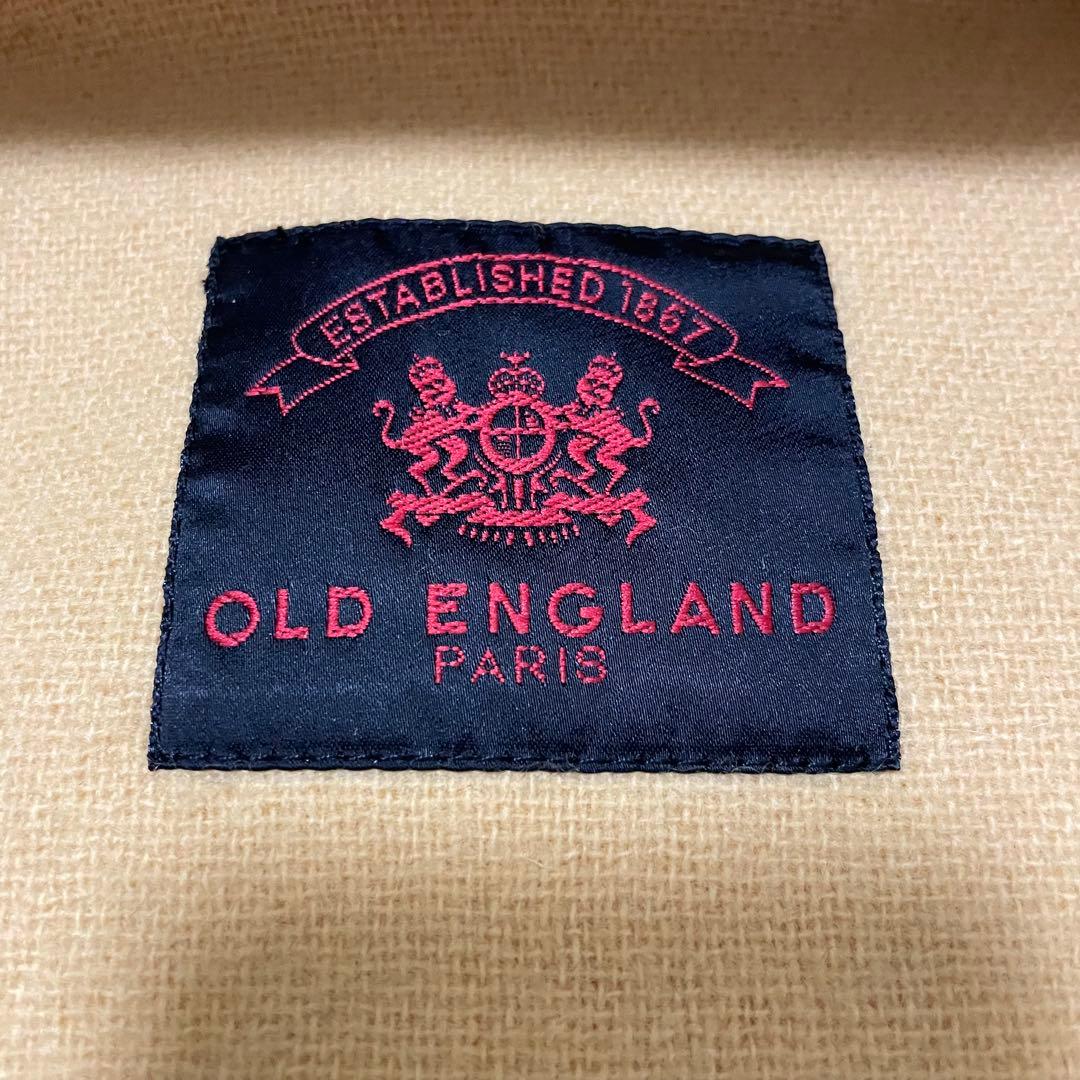 ESTABLISHED 1867
OLD ENGLAND
PARIS